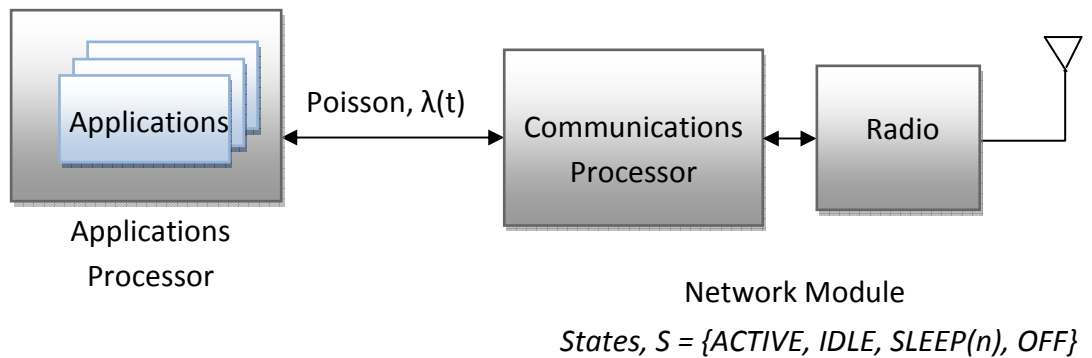 Applications
Poisson, λ(t)
Communications
Processor
Radio
Applications
Processor
Network Module
States, S = {ACTIVE, IDLE, SLEEP(n), OFF}